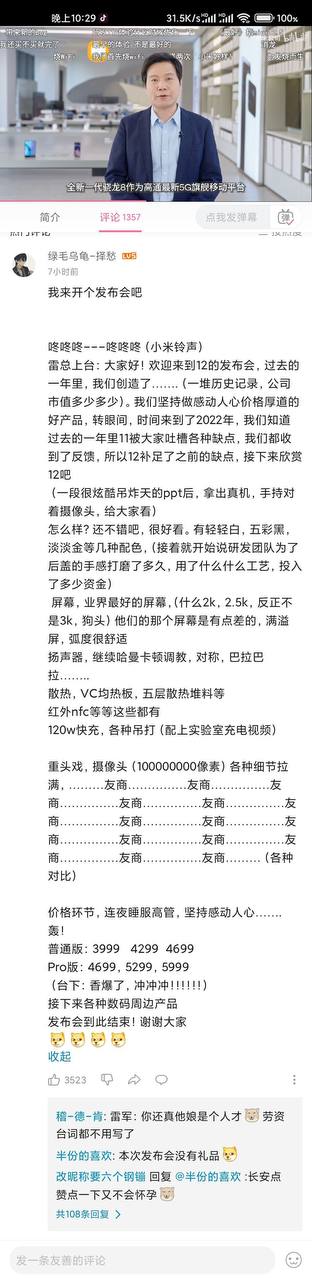 晚上10:29
31.5K/s
100%
我还买不买就完了
全新一代骁龙8作为高通最新5G旗舰移动平台
简介
评论 1357
点我发弹幕
弹
热门评论
按热度
绿毛乌龟-择愁 LV5
7小时前
我来开个发布会吧
咚咚咚---咚咚咚（小米铃声）
雷总上台：大家好！欢迎来到12的发布会，过去的
一年里，我们创造了.......（一堆历史记录，公司
市值多少多少）。我们坚持做感动人心价格厚道的
好产品，转眼间，时间来到了2022年，我们知道
过去的一年里11被大家吐槽各种缺点，我们都收
到了反馈，所以12补足了之前的缺点，接下来欣赏
12吧
（一段很炫酷吊炸天的ppt后，拿出真机，手持对
着摄像头，给大家看）
怎么样？还不错吧，很好看。有轻轻白，五彩黑，
淡淡金等几种配色，（接着就开始说研发团队为了
后盖的手感打磨了多久，用了什么什么工艺，投入
了多少资金）
屏幕，业界最好的屏幕，（什么2k，2.5k，反正不
是3k，狗头）他们的那个屏幕是有点差的，满溢
屏，弧度很舒适
扬声器，继续哈曼卡顿调教，对称，巴拉巴
拉........
散热，VC均热板，五层散热堆料等
红外nfc等等这些都有
120w快充，各种吊打（配上实验室充电视频）
重头戏，摄像头（100000000像素）各种细节拉
满，.........友商...............友商...............友
商...............友商...............友商...............友
商...............友商...............友商...............友
商...............友商...............友商...............友
商...............友商...............友商.........（各种
对比）
价格环节，连夜睡服高管，坚持感动人心.......
轰！
普通版：3999 4299 4699
Pro版：4699，5299，5999
（台下：香爆了，冲冲冲！！！！！！）
接下来各种数码周边产品
发布会到此结束！谢谢大家
收起
3523
稽-德-肯：雷军：你还真他娘是个人才 劳资
台词都不用写了
半份的喜欢：本次发布会没有礼品
改昵称要六个钢镚 回复 @半份的喜欢 :长安点
赞点一下又不会怀孕
共108条回复 >
发一条友善的评论